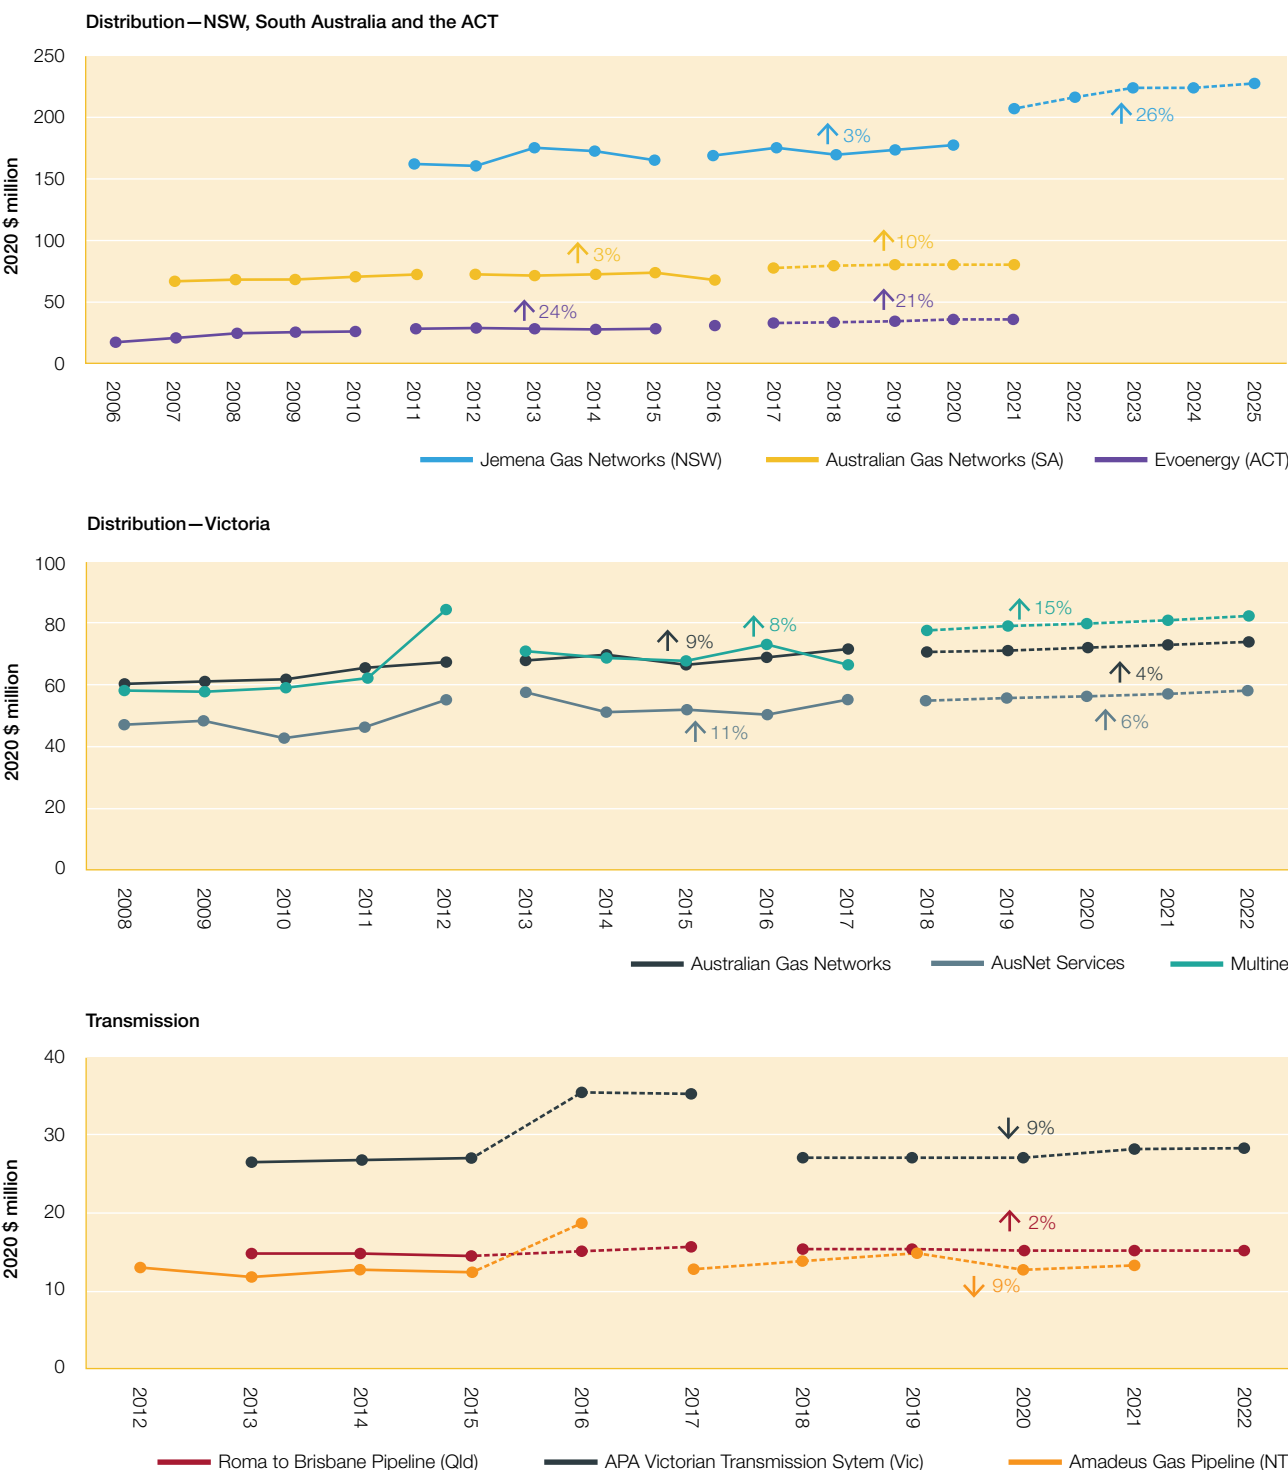 Distribution—NSW, South Australia and the ACT
250
200
150
100
50
0
2020 $ million
3%
24%
3%
10%
21%
26%
2006 2007 2008 2009 2010 2011 2012 2013 2014 2015 2016 2017 2018 2019 2020 2021 2022 2023 2024 2025
Jemena Gas Networks (NSW) Australian Gas Networks (SA) Evoenergy (ACT)
Distribution—Victoria
100
80
60
40
20
0
2020 $ million
9%
8%
11%
15%
4%
6%
2008 2009 2010 2011 2012 2013 2014 2015 2016 2017 2018 2019 2020 2021 2022
Australian Gas Networks AusNet Services Multine
Transmission
40
30
20
10
0
2020 $ million
9%
2%
9%
2012 2013 2014 2015 2016 2017 2018 2019 2020 2021 2022
Roma to Brisbane Pipeline (Qld) APA Victorian Transmission Sytem (Vic) Amadeus Gas Pipeline (NT